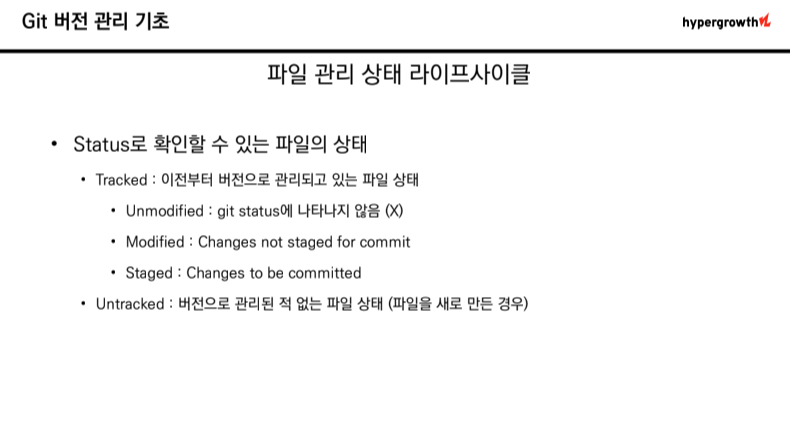 Git 버전 관리 기초
hypergrowth
파일 관리 상태 라이프사이클
• Status로 확인할 수 있는 파일의 상태
• Tracked : 이전부터 버전으로 관리되고 있는 파일 상태
• Unmodified : git status에 나타나지 않음 (X)
• Modified : Changes not staged for commit
• Staged : Changes to be committed
• Untracked : 버전으로 관리된 적 없는 파일 상태 (파일을 새로 만든 경우)